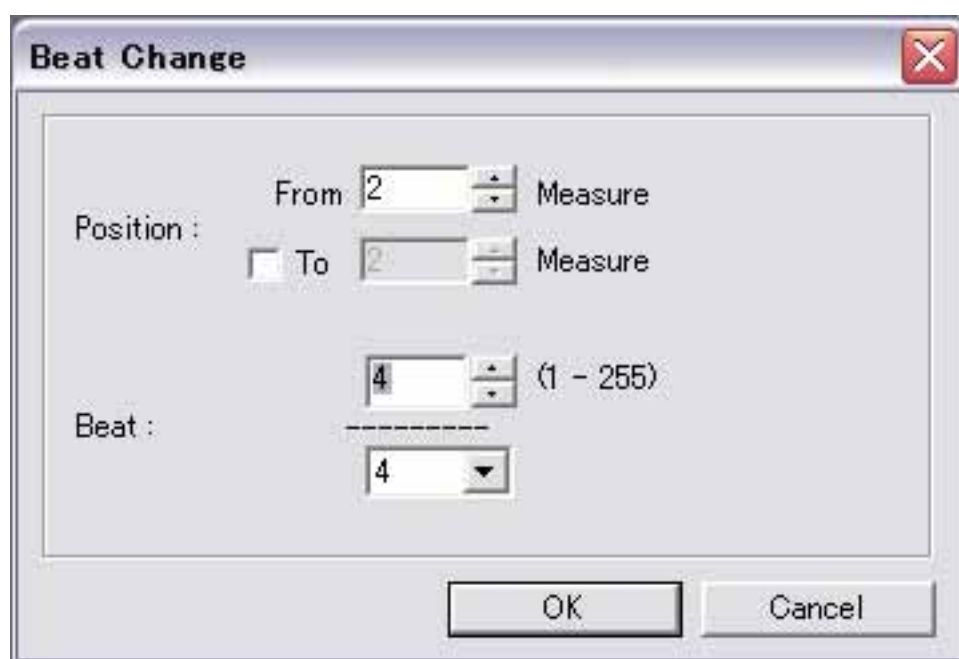 Beat Change
From 2 Measure
Position :
To 2 Measure
4 (1 - 255)
Beat :
---------
4
OK Cancel